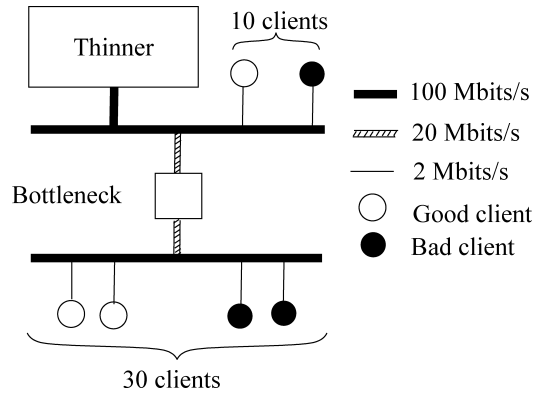 10 clients
Thinner
100 Mbits/s
20 Mbits/s
2 Mbits/s
Bottleneck
Good client
Bad client
30 clients